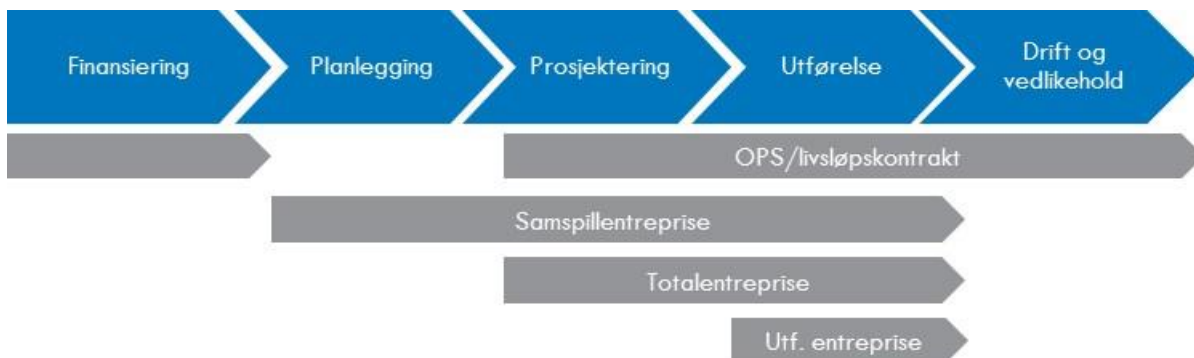 Finansiering
Planlegging
Prosjektering
Utførelse
Drift og
vedlikehold
OPS/livsløpskontrakt
Samspillentreprise
Totalentreprise
Utf. entreprise